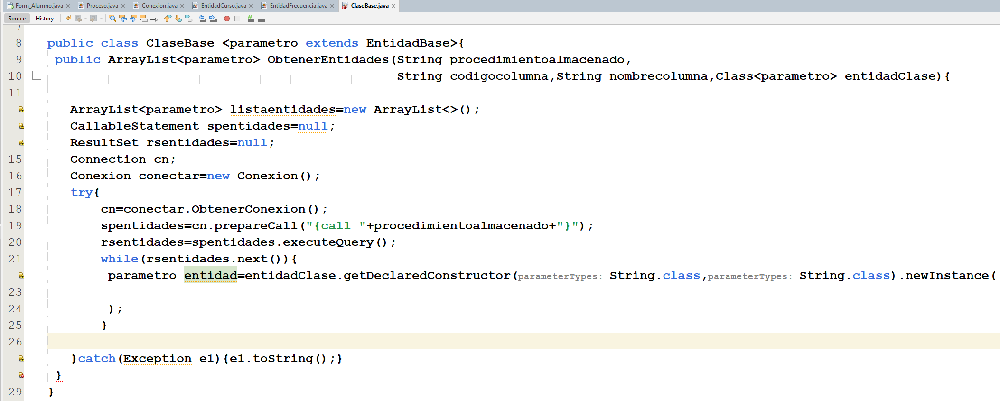 Form_Alumno.java Proceso.java Conexion.java EntidadCurso.java EntidadFrecuencia.java ClaseBase.java
Source History
7
8 public class ClaseBase <parametro extends EntidadBase>{
9 public ArrayList<parametro> ObtenerEntidades(String procedimientoalmacenado,
10 String codigocolumna,String nombrecolumna,Class<parametro> entidadClase){
11
ArrayList<parametro> listaentidades=new ArrayList<>();
CallableStatement spentidades=null;
ResultSet rsentidades=null;
15 Connection cn;
16 Conexion conectar=new Conexion();
17 try{
18 cn=conectar.ObtenerConexion();
19 spentidades=cn.prepareCall("{call "+procedimientoalmacenado+"}");
20 rsentidades=spentidades.executeQuery();
21 while(rsentidades.next()){
parametro entidad=entidadClase.getDeclaredConstructor(parameterTypes: String.class,parameterTypes: String.class).newInstance(
23
24 );
25 }
26
}catch(Exception e1){e1.toString();}
}
29 }